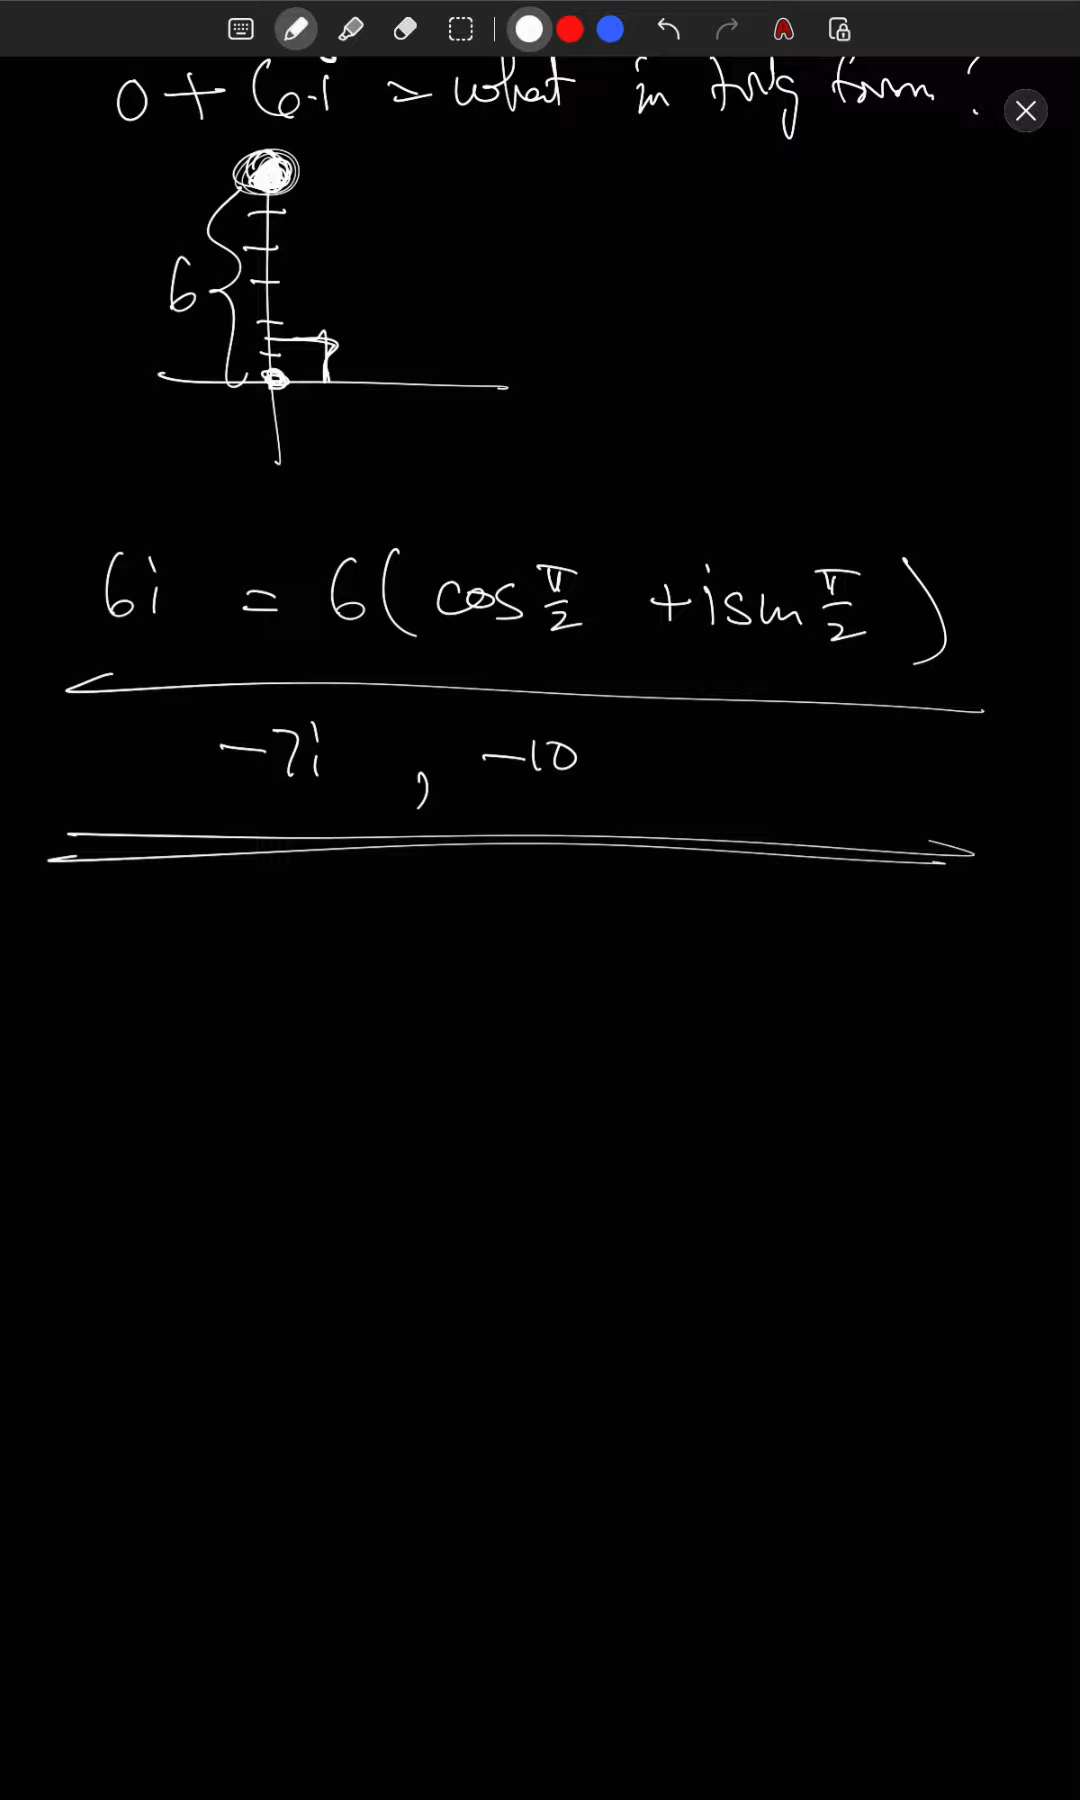 0 + 6·i = what in trig form?
6
6i = 6( cos π/2 + i sin π/2 )
-7i , -10